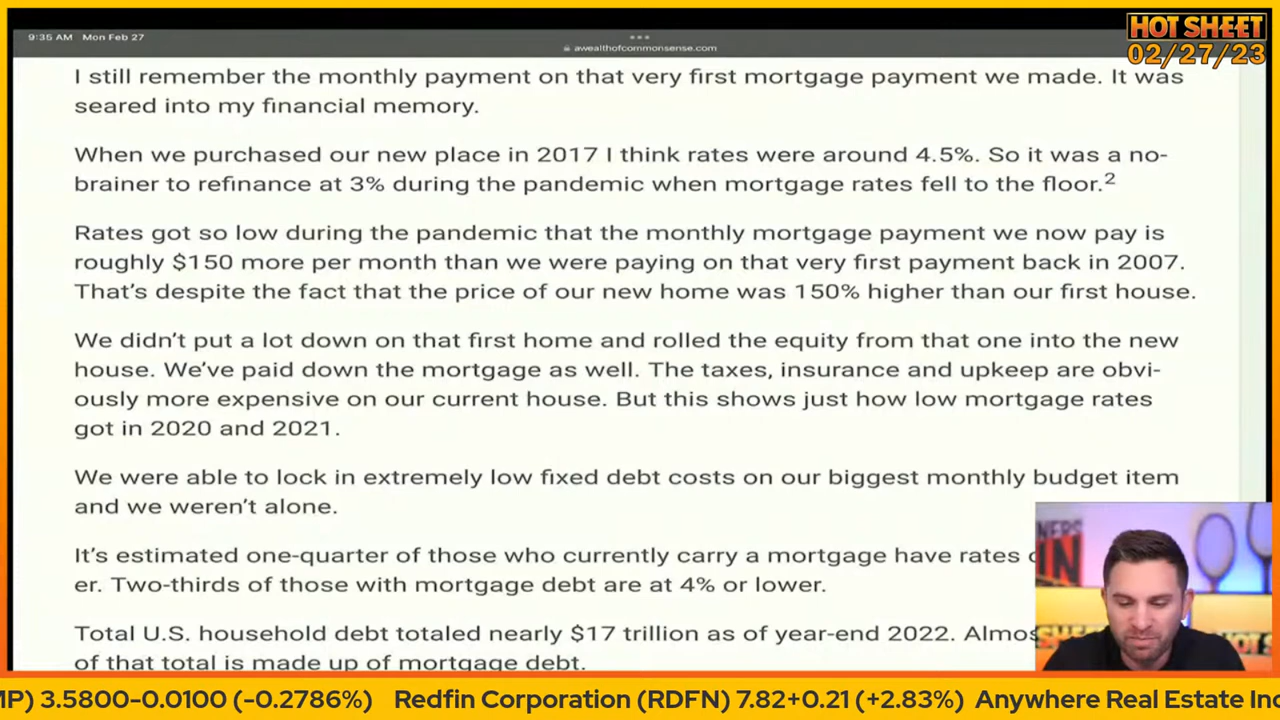 9:35 AM Mon Feb 27
awealthofcommonsense.com
HOT SHEET
02/27/23
I still remember the monthly payment on that very first mortgage payment we made. It was
seared into my financial memory.
When we purchased our new place in 2017 I think rates were around 4.5%. So it was a no-
brainer to refinance at 3% during the pandemic when mortgage rates fell to the floor.2
Rates got so low during the pandemic that the monthly mortgage payment we now pay is
roughly $150 more per month than we were paying on that very first payment back in 2007.
That's despite the fact that the price of our new home was 150% higher than our first house.
We didn't put a lot down on that first home and rolled the equity from that one into the new
house. We've paid down the mortgage as well. The taxes, insurance and upkeep are obvi-
ously more expensive on our current house. But this shows just how low mortgage rates
got in 2020 and 2021.
We were able to lock in extremely low fixed debt costs on our biggest monthly budget item
and we weren't alone.
It's estimated one-quarter of those who currently carry a mortgage have rates
er. Two-thirds of those with mortgage debt are at 4% or lower.
Total U.S. household debt totaled nearly $17 trillion as of year-end 2022. Almos
of that total is made up of mortgage debt.
MP) 3.5800-0.0100 (-0.2786%) Redfin Corporation (RDFN) 7.82+0.21 (+2.83%) Anywhere Real Estate Inc